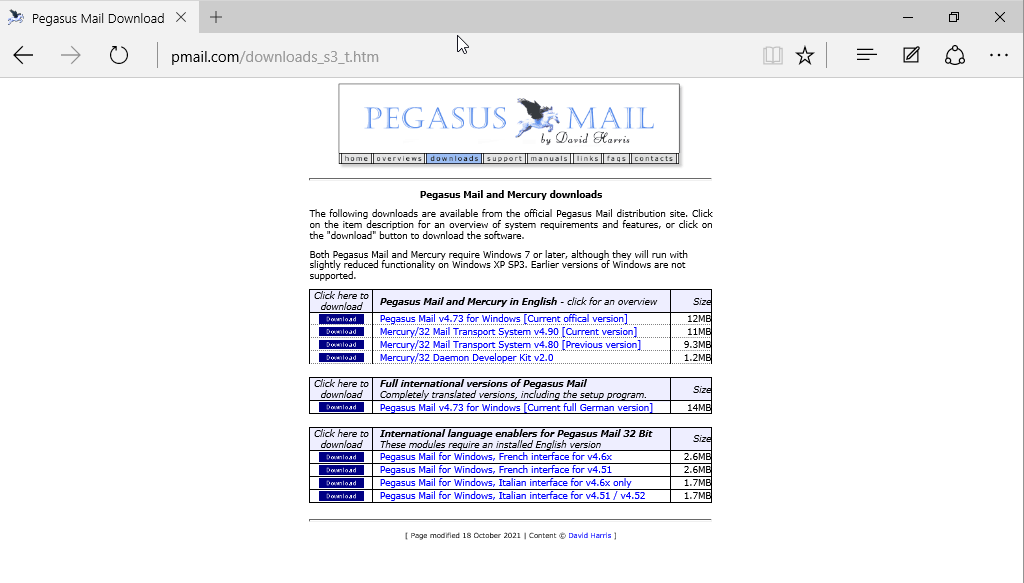 Pegasus Mail Download
pmail.com/downloads_s3_t.htm
PEGASUS MAIL
by David Harris
home overviews downloads support manuals links faqs contacts
Pegasus Mail and Mercury downloads
The following downloads are available from the official Pegasus Mail distribution site. Click
on the item description for an overview of system requirements and features, or click on
the "download" button to download the software.
Both Pegasus Mail and Mercury require Windows 7 or later, although they will run with
slightly reduced functionality on Windows XP SP3. Earlier versions of Windows are not
supported.
Click here to download Pegasus Mail and Mercury in English - click for an overview Size
Download Pegasus Mail v4.73 for Windows [Current offical version] 12MB
Download Mercury/32 Mail Transport System v4.90 [Current version] 11MB
Download Mercury/32 Mail Transport System v4.80 [Previous version] 9.3MB
Download Mercury/32 Daemon Developer Kit v2.0 1.2MB
Click here to download Full international versions of Pegasus Mail Size
Completely translated versions, including the setup program.
Download Pegasus Mail v4.73 for Windows [Current full German version] 14MB
Click here to download International language enablers for Pegasus Mail 32 Bit Size
These modules require an installed English version
Download Pegasus Mail for Windows, French interface for v4.6x 2.6MB
Download Pegasus Mail for Windows, French interface for v4.51 2.6MB
Download Pegasus Mail for Windows, Italian interface for v4.6x only 1.7MB
Download Pegasus Mail for Windows, Italian interface for v4.51 / v4.52 1.7MB
[ Page modified 18 October 2021 | Content © David Harris ]